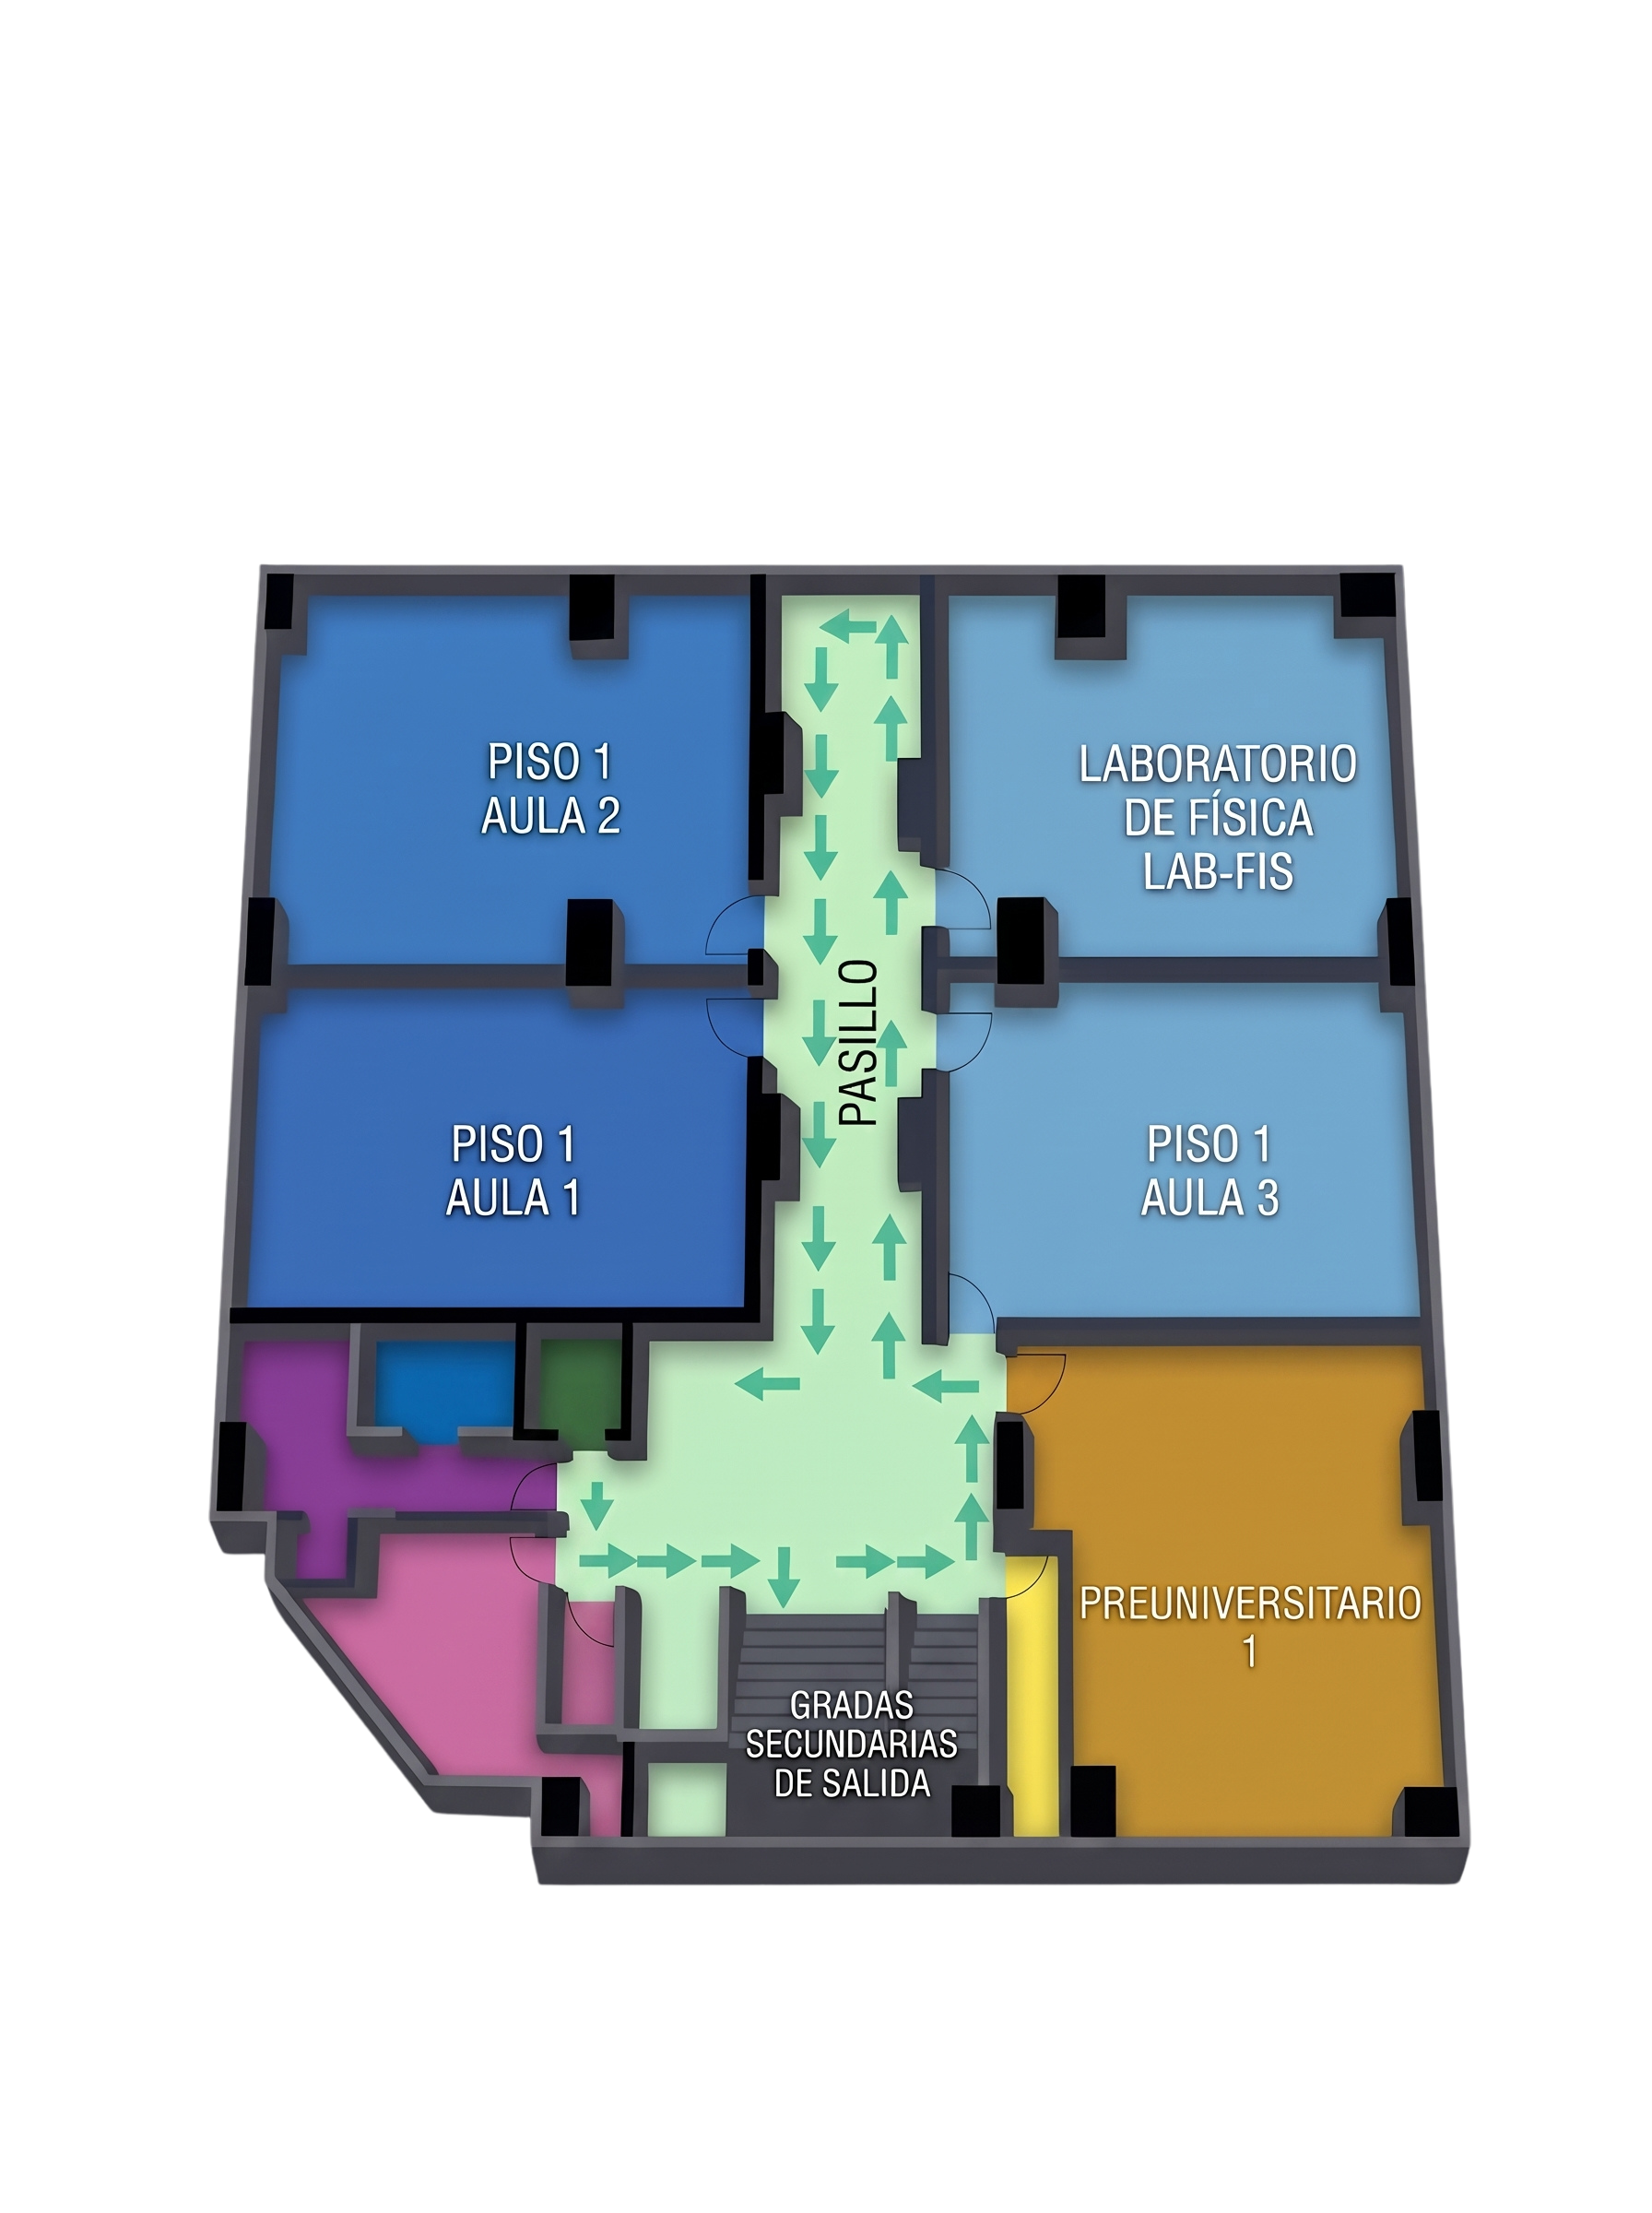 PISO 1
AULA 2
LABORATORIO
DE FÍSICA
LAB-FIS
PASILLO
PISO 1
AULA 1
PISO 1
AULA 3
PREUNIVERSITARIO
1
GRADAS
SECUNDARIAS
DE SALIDA